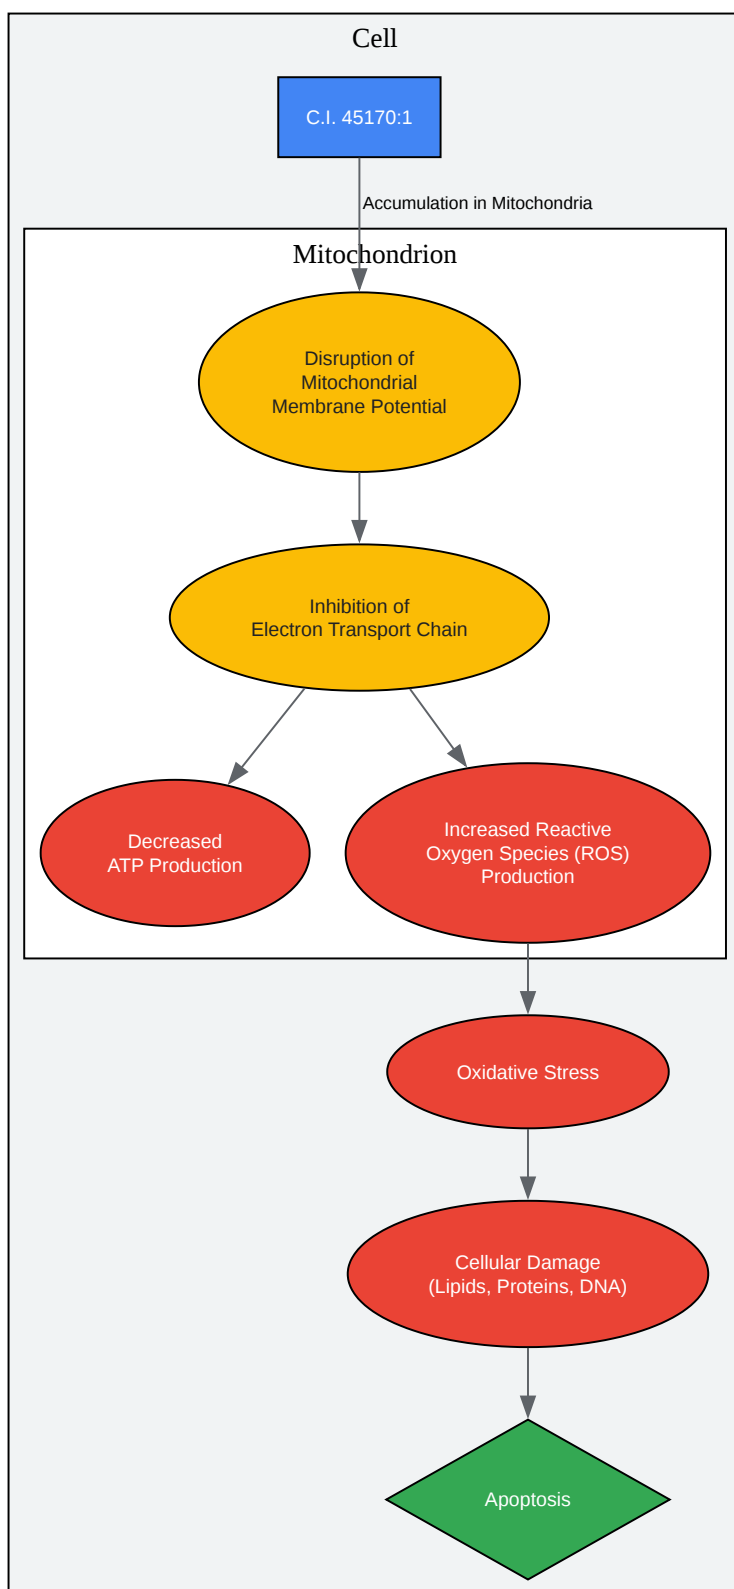 Cell
C.I. 45170:1
Accumulation in Mitochondria
Mitochondrion
Disruption of
Mitochondrial
Membrane Potential
Inhibition of
Electron Transport Chain
Decreased
ATP Production
Increased Reactive
Oxygen Species (ROS)
Production
Oxidative Stress
Cellular Damage
(Lipids, Proteins, DNA)
Apoptosis